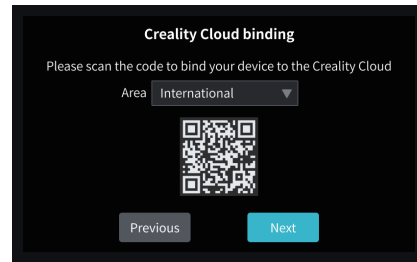 Creality Cloud binding
Please scan the code to bind your device to the Creality Cloud
Area International
Previous Next